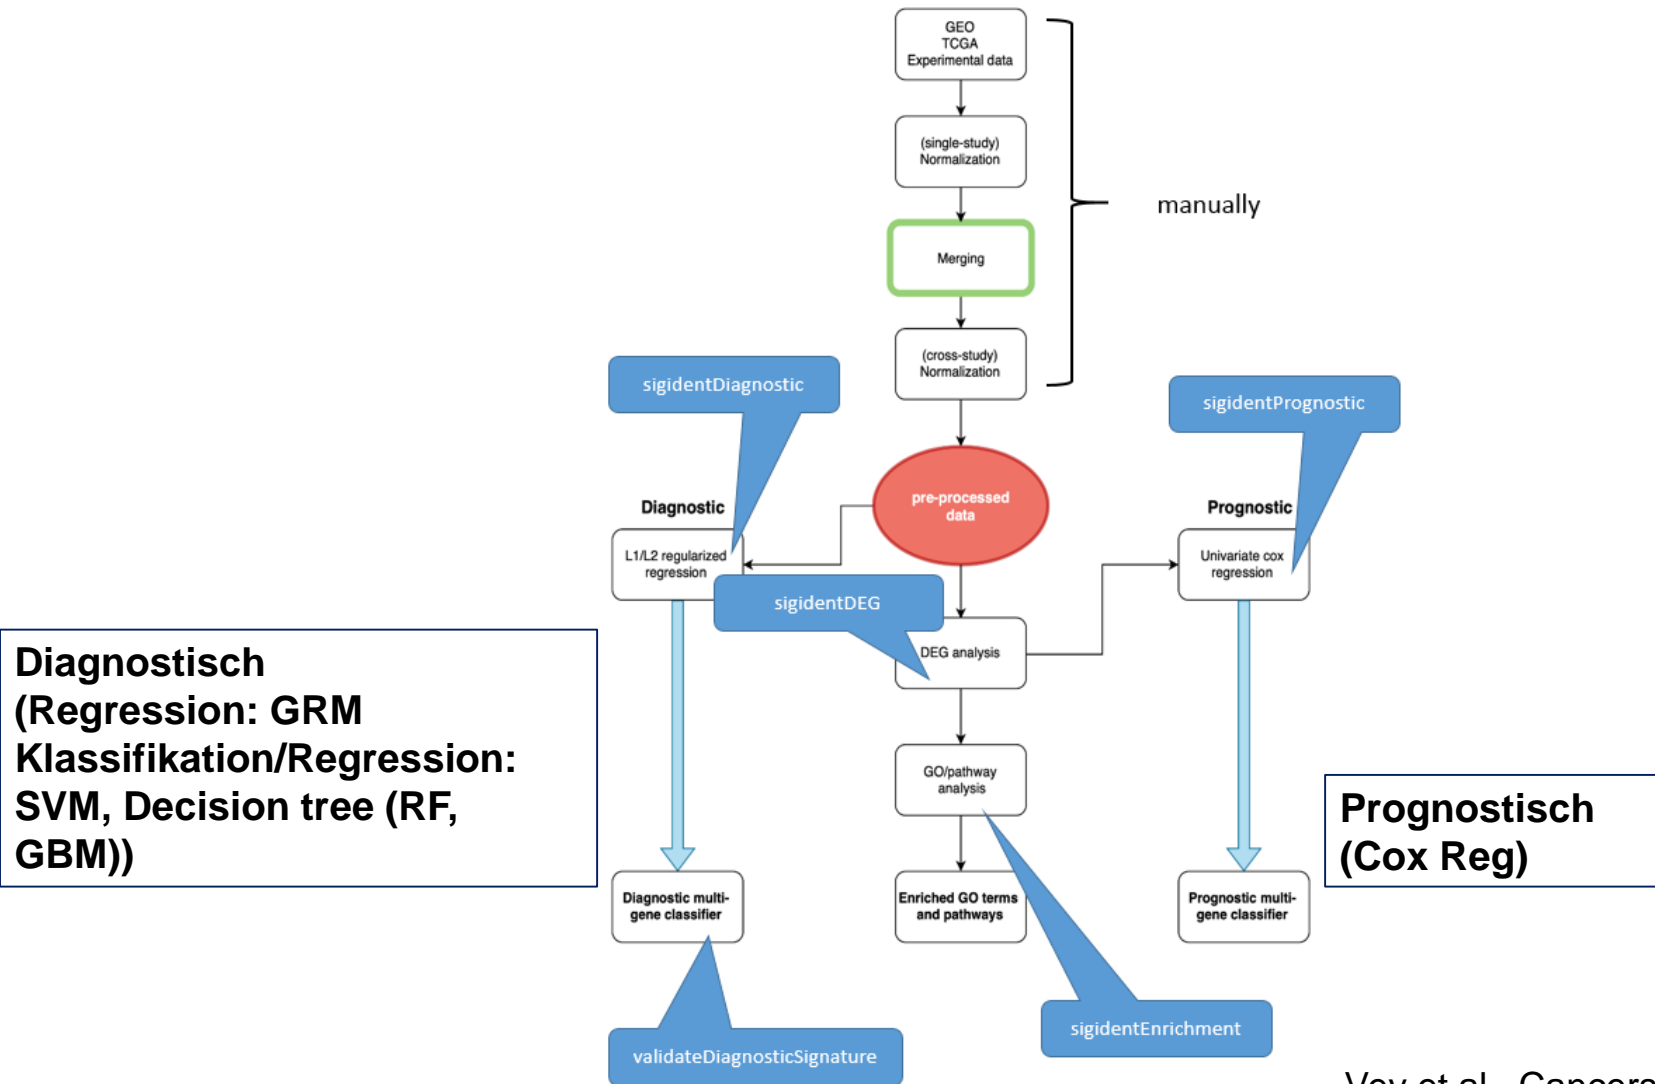 GEO
TCGA
Experimental data
(single-study)
Normalization
manually
Merging
(cross-study)
Normalization
sigidentDiagnostic
sigidentPrognostic
pre-processed
data
Diagnostic
Prognostic
L1/L2 regularized
regression
Univariate cox
regression
sigidentDEG
DEG analysis
Diagnostisch
(Regression: GRM
Klassifikation/Regression:
SVM, Decision tree (RF,
GBM))
GO/pathway
analysis
Prognostisch
(Cox Reg)
Diagnostic multi-
gene classifier
Enriched GO terms
and pathways
Prognostic multi-
gene classifier
sigidentEnrichment
validateDiagnosticSignature